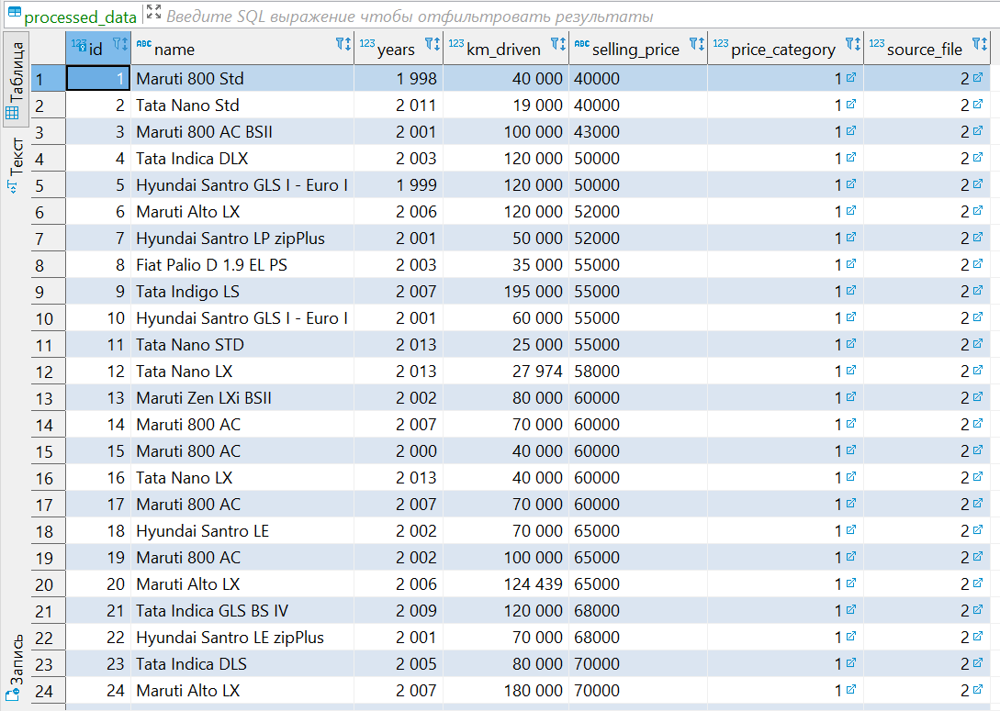 processed_data Введите SQL выражение чтобы отфильтровать результаты
Таблица
Текст
Запись
123 id ABC name 123 years 123 km_driven ABC selling_price 123 price_category 123 source_file
1 1 Maruti 800 Std 1 998 40 000 40000 1 2
2 2 Tata Nano Std 2 011 19 000 40000 1 2
3 3 Maruti 800 AC BSII 2 001 100 000 43000 1 2
4 4 Tata Indica DLX 2 003 120 000 50000 1 2
5 5 Hyundai Santro GLS I - Euro I 1 999 120 000 50000 1 2
6 6 Maruti Alto LX 2 006 120 000 52000 1 2
7 7 Hyundai Santro LP zipPlus 2 001 50 000 52000 1 2
8 8 Fiat Palio D 1.9 EL PS 2 003 35 000 55000 1 2
9 9 Tata Indigo LS 2 007 195 000 55000 1 2
10 10 Hyundai Santro GLS I - Euro I 2 001 60 000 55000 1 2
11 11 Tata Nano STD 2 013 25 000 55000 1 2
12 12 Tata Nano LX 2 013 27 974 58000 1 2
13 13 Maruti Zen LXi BSII 2 002 80 000 60000 1 2
14 14 Maruti 800 AC 2 007 70 000 60000 1 2
15 15 Maruti 800 AC 2 000 40 000 60000 1 2
16 16 Tata Nano LX 2 013 40 000 60000 1 2
17 17 Maruti 800 AC 2 007 70 000 60000 1 2
18 18 Hyundai Santro LE 2 002 70 000 65000 1 2
19 19 Maruti 800 AC 2 002 100 000 65000 1 2
20 20 Maruti Alto LX 2 006 124 439 65000 1 2
21 21 Tata Indica GLS BS IV 2 009 120 000 68000 1 2
22 22 Hyundai Santro LE zipPlus 2 001 70 000 68000 1 2
23 23 Tata Indica DLS 2 005 80 000 70000 1 2
24 24 Maruti Alto LX 2 007 180 000 70000 1 2